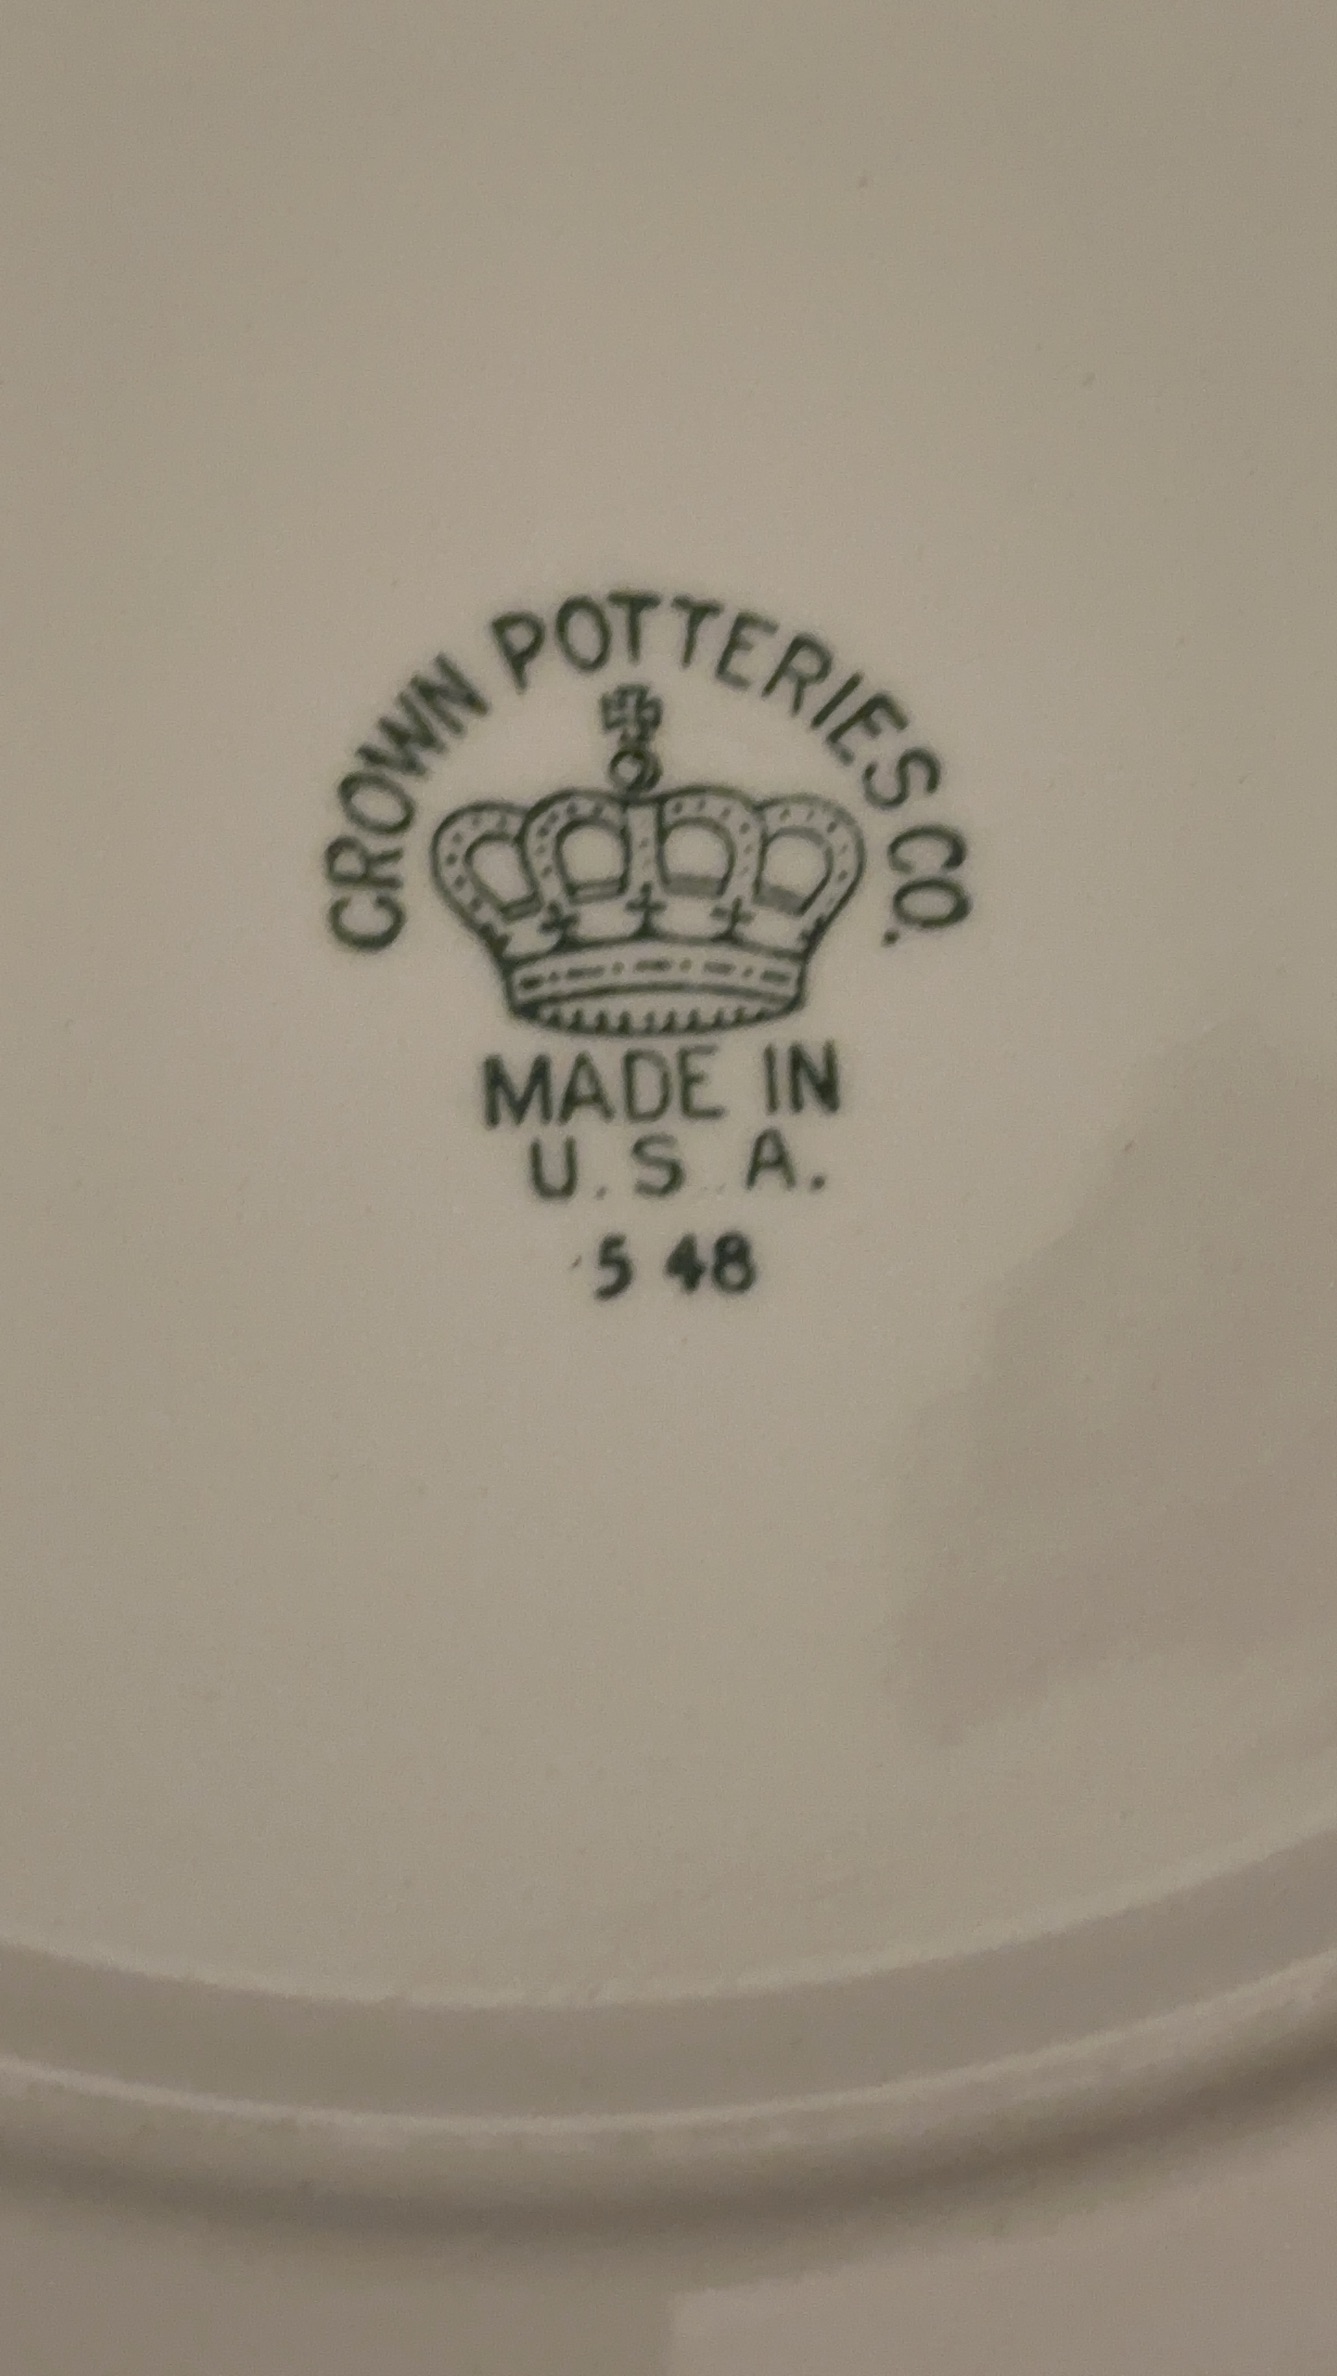 CROWN POTTERIES CO.
MADE IN
U.S.A.
5 48